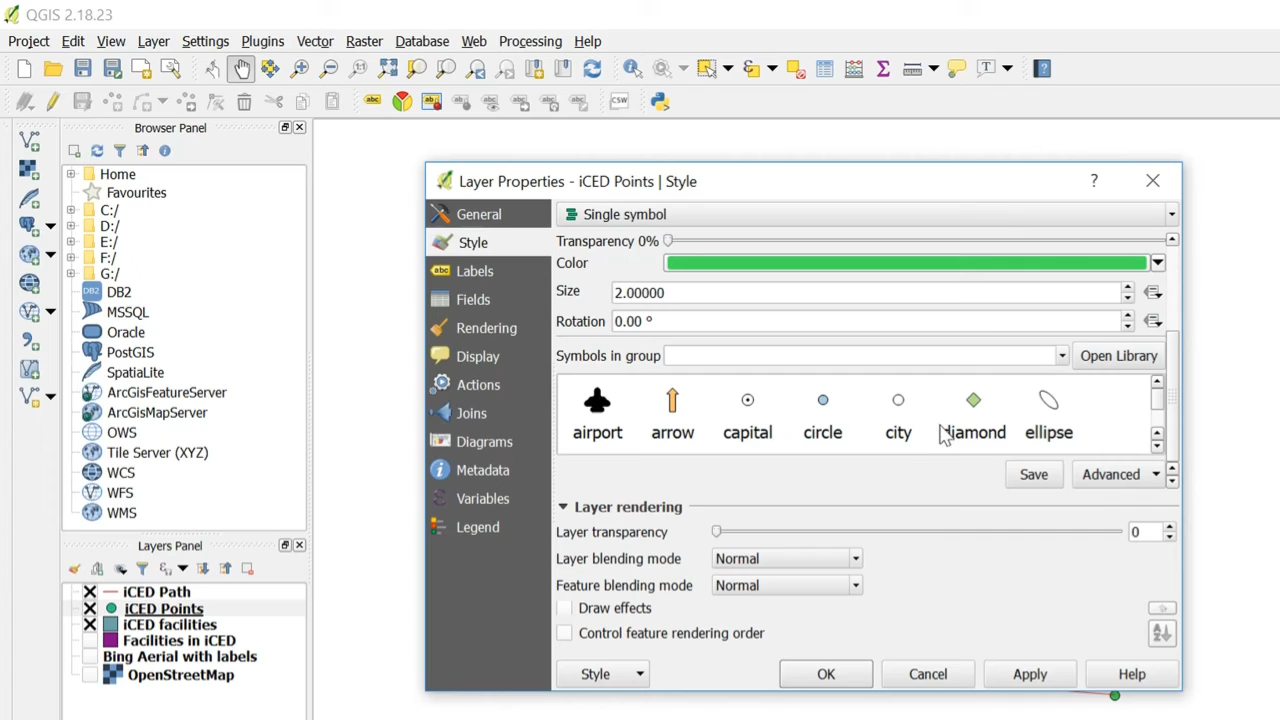 QGIS 2.18.23
Project Edit View Layer Settings Plugins Vector Raster Database Web Processing Help
Browser Panel
Home
Favourites
C:/
D:/
E:/
F:/
G:/
DB2
MSSQL
Oracle
PostGIS
SpatiaLite
ArcGisFeatureServer
ArcGisMapServer
OWS
Tile Server (XYZ)
WCS
WFS
WMS
Layers Panel
iCED Path
iCED Points
iCED facilities
Facilities in iCED
Bing Aerial with labels
OpenStreetMap
Layer Properties - iCED Points | Style
General
Style
Labels
Fields
Rendering
Display
Actions
Joins
Diagrams
Metadata
Variables
Legend
Single symbol
Transparency 0%
Color
Size 2.00000
Rotation 0.00 °
Symbols in group Open Library
airport arrow capital circle city diamond ellipse
Save Advanced
Layer rendering
Layer transparency 0
Layer blending mode Normal
Feature blending mode Normal
Draw effects
Control feature rendering order
Style OK Cancel Apply Help